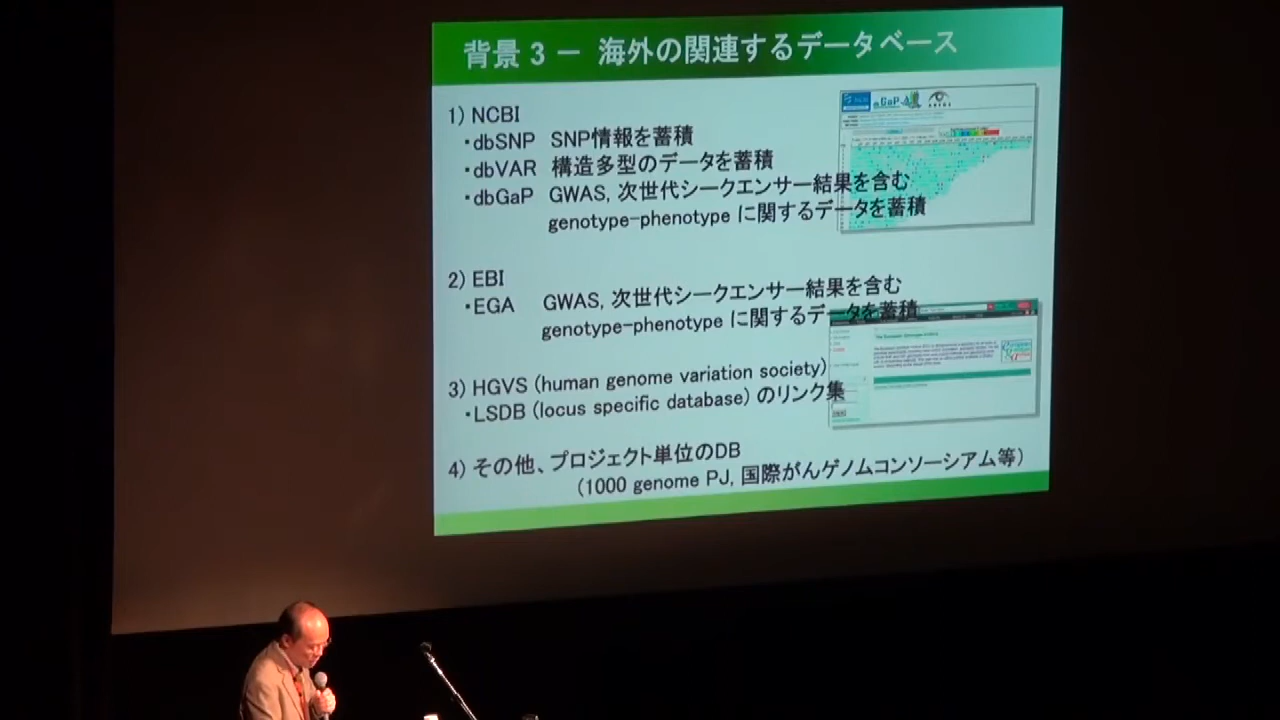 背景 3 － 海外の関連するデータベース
1) NCBI
・dbSNP SNP情報を蓄積
・dbVAR 構造多型のデータを蓄積
・dbGaP GWAS, 次世代シークエンサー結果を含む
genotype-phenotype に関するデータを蓄積
dbGaP
2) EBI
・EGA GWAS, 次世代シークエンサー結果を含む
genotype-phenotype に関するデータを蓄積
3) HGVS (human genome variation society)
・LSDB (locus specific database) のリンク集
4) その他、プロジェクト単位のDB
(1000 genome PJ, 国際がんゲノムコンソーシアム等)